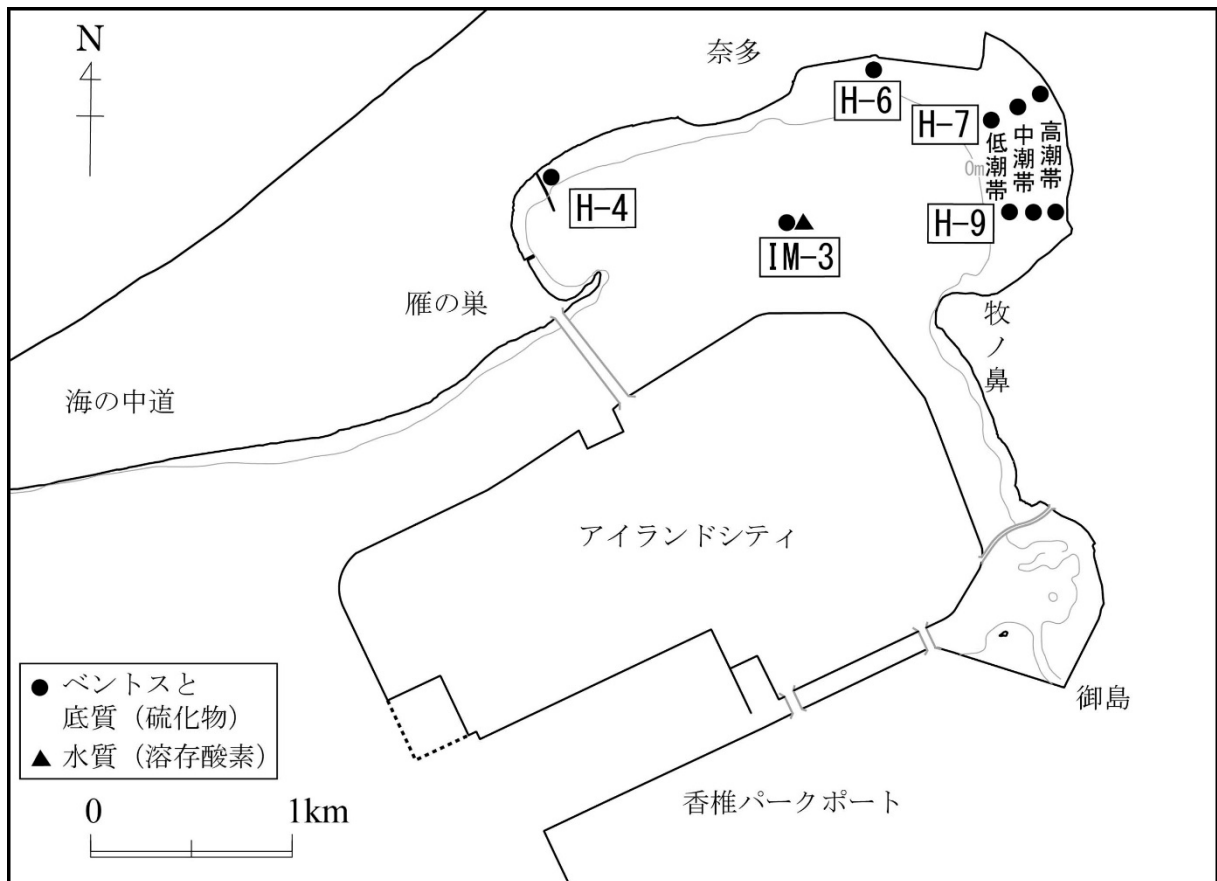 N
奈多
H-6
H-7
低潮帯
中潮帯
高潮帯
0m
H-4
H-9
IM-3
雁の巣
牧ノ鼻
海の中道
アイランドシティ
● ベントスと
底質（硫化物）
▲ 水質（溶存酸素）
御島
香椎パークポート
0 1km